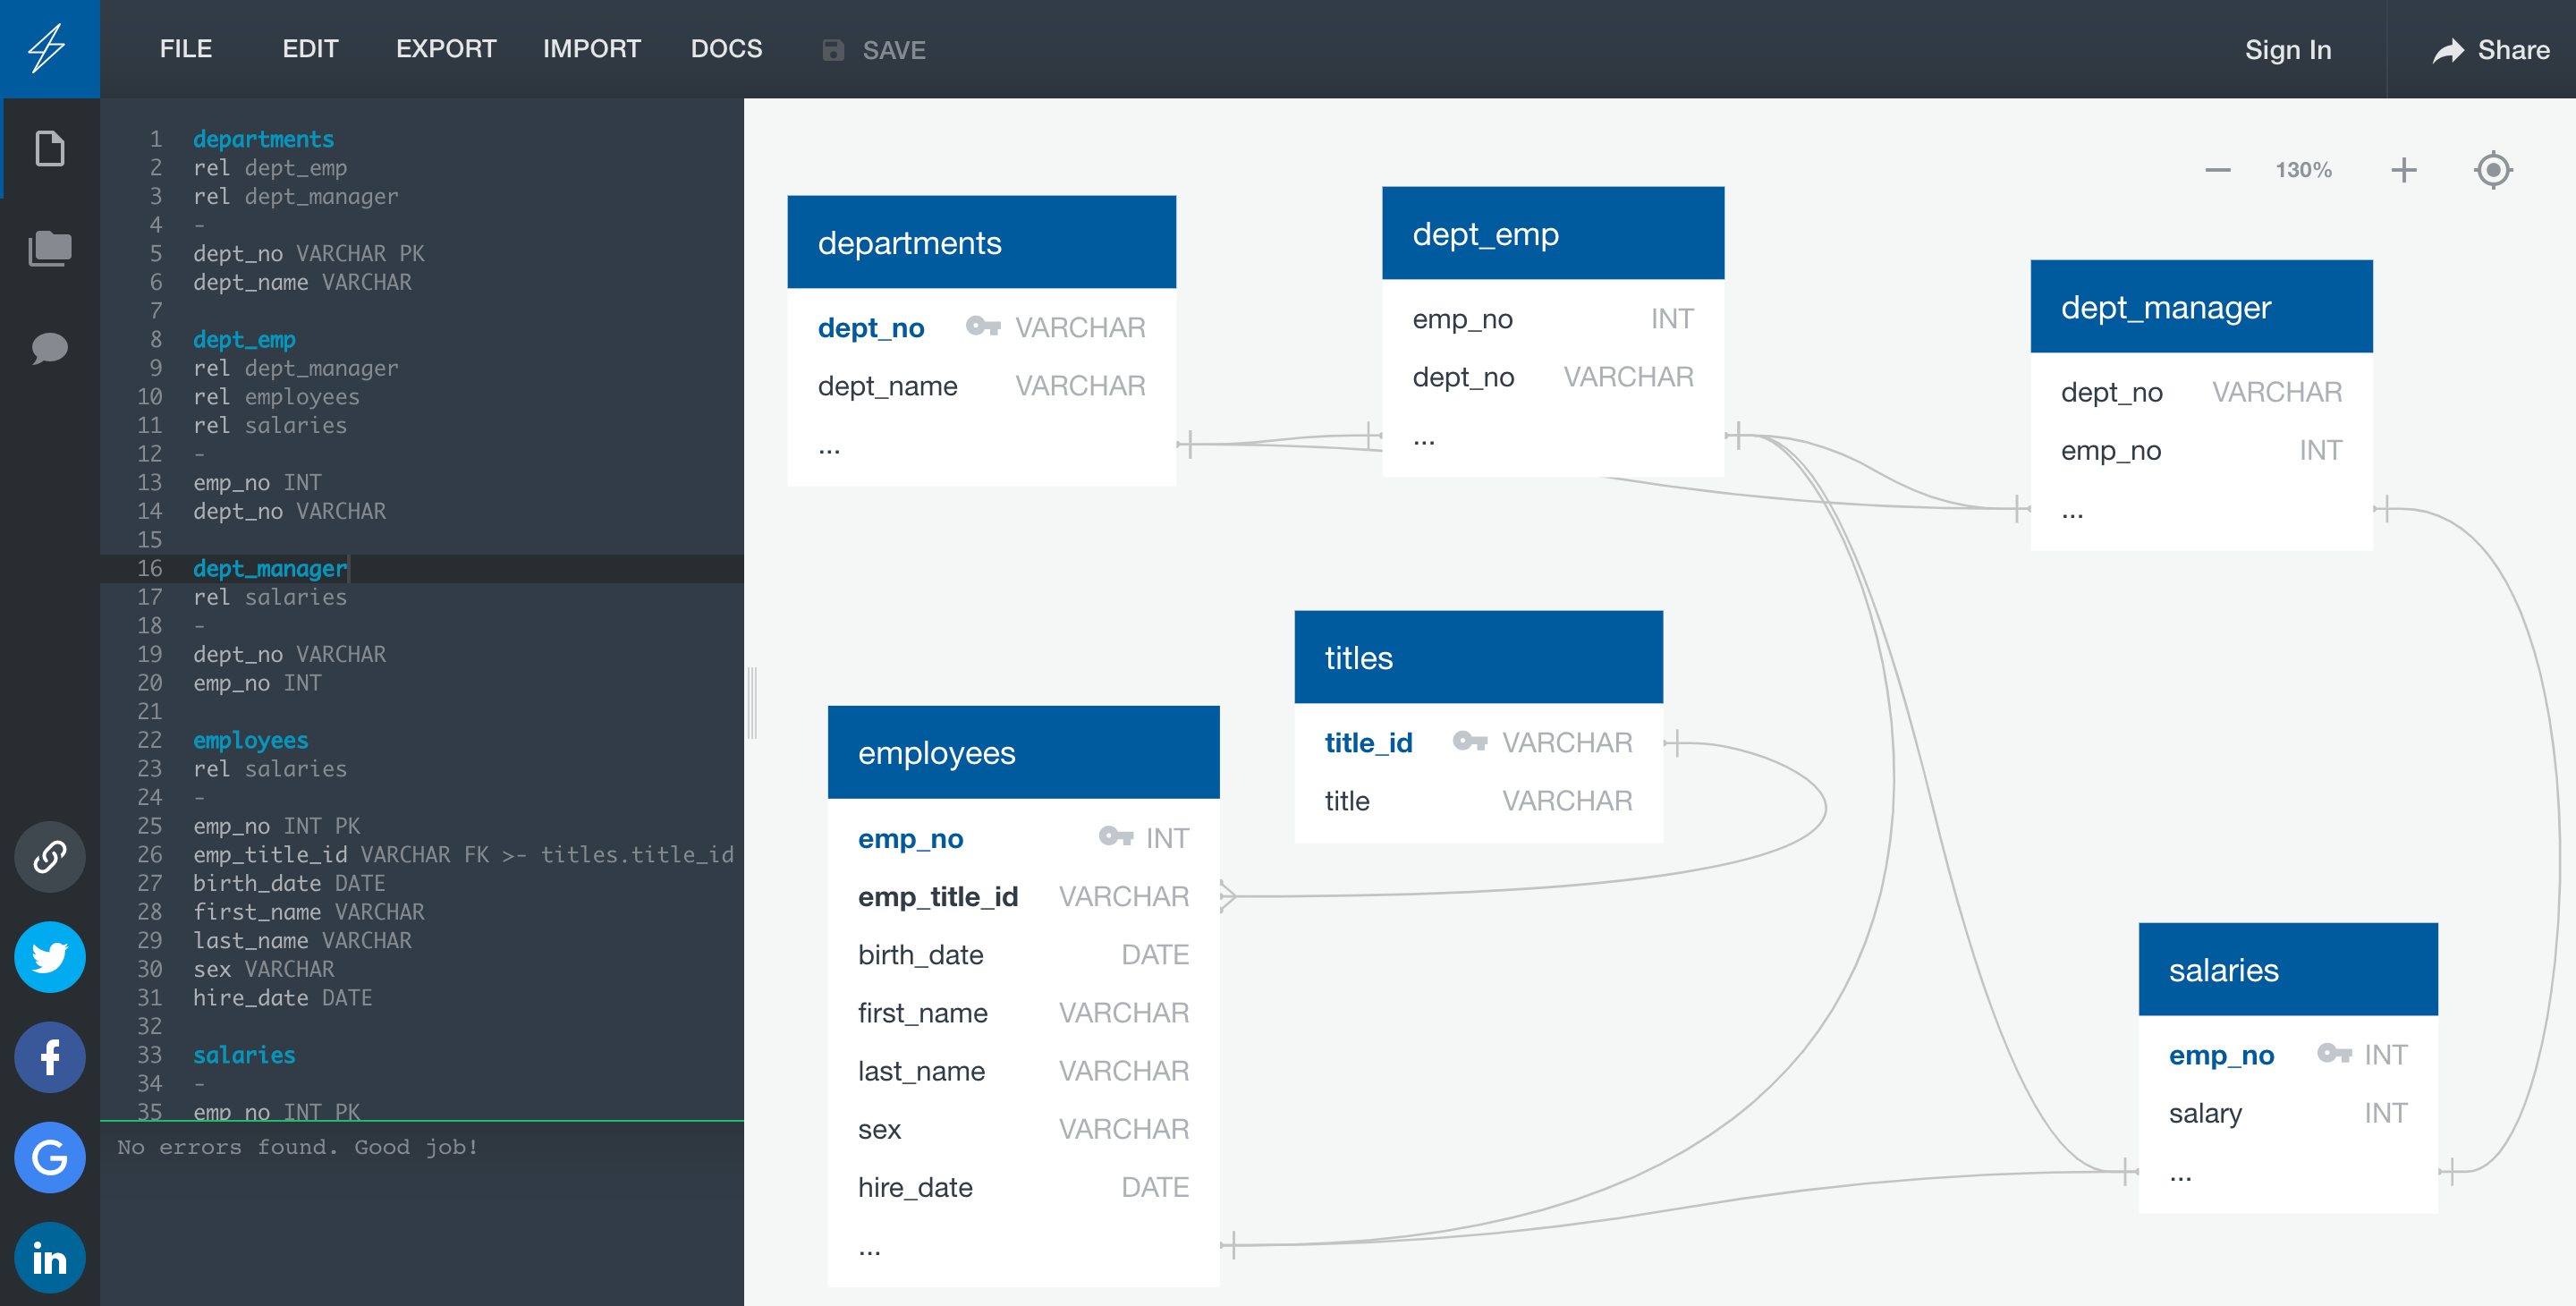 FILE EDIT EXPORT IMPORT DOCS SAVE Sign In Share
1 departments
2 rel dept_emp
3 rel dept_manager
4 -
5 dept_no VARCHAR PK
6 dept_name VARCHAR
7
8 dept_emp
9 rel dept_manager
10 rel employees
11 rel salaries
12 -
13 emp_no INT
14 dept_no VARCHAR
15
16 dept_manager
17 rel salaries
18 -
19 dept_no VARCHAR
20 emp_no INT
21
22 employees
23 rel salaries
24 -
25 emp_no INT PK
26 emp_title_id VARCHAR FK >- titles.title_id
27 birth_date DATE
28 first_name VARCHAR
29 last_name VARCHAR
30 sex VARCHAR
31 hire_date DATE
32
33 salaries
34 -
35 emp_no INT PK
No errors found. Good job!
130%
departments
dept_no VARCHAR
dept_name VARCHAR
...
dept_emp
emp_no INT
dept_no VARCHAR
...
dept_manager
dept_no VARCHAR
emp_no INT
...
titles
title_id VARCHAR
title VARCHAR
employees
emp_no INT
emp_title_id VARCHAR
birth_date DATE
first_name VARCHAR
last_name VARCHAR
sex VARCHAR
hire_date DATE
...
salaries
emp_no INT
salary INT
...